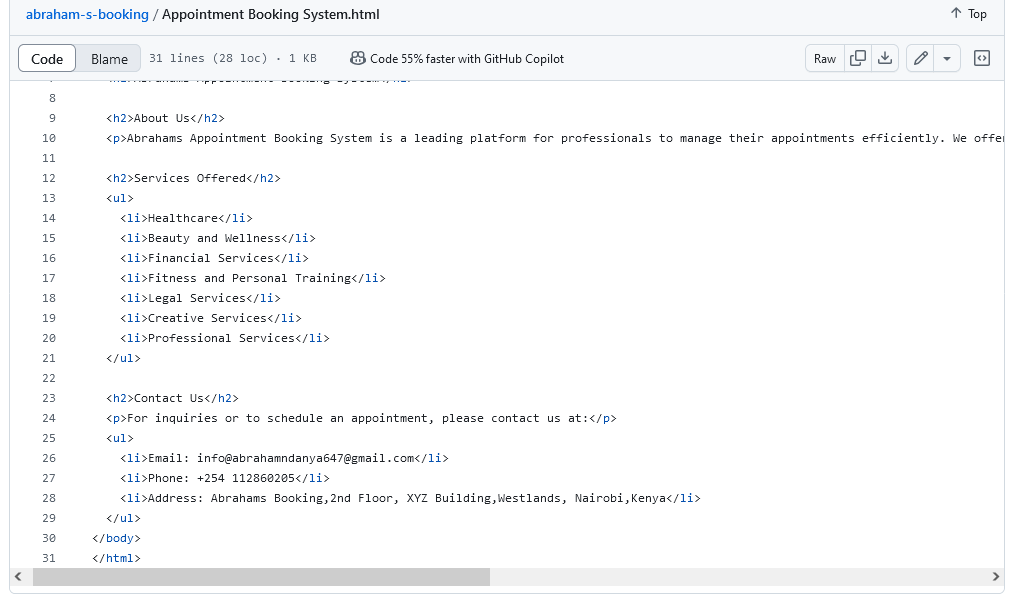 abraham-s-booking / Appointment Booking System.html
Top
Code Blame 31 lines (28 loc) · 1 KB Code 55% faster with GitHub Copilot Raw
8
9 <h2>About Us</h2>
10 <p>Abrahams Appointment Booking System is a leading platform for professionals to manage their appointments efficiently. We offer
11
12 <h2>Services Offered</h2>
13 <ul>
14 <li>Healthcare</li>
15 <li>Beauty and Wellness</li>
16 <li>Financial Services</li>
17 <li>Fitness and Personal Training</li>
18 <li>Legal Services</li>
19 <li>Creative Services</li>
20 <li>Professional Services</li>
21 </ul>
22
23 <h2>Contact Us</h2>
24 <p>For inquiries or to schedule an appointment, please contact us at:</p>
25 <ul>
26 <li>Email: info@abrahamndanya647@gmail.com</li>
27 <li>Phone: +254 112860205</li>
28 <li>Address: Abrahams Booking,2nd Floor, XYZ Building,Westlands, Nairobi,Kenya</li>
29 </ul>
30 </body>
31 </html>